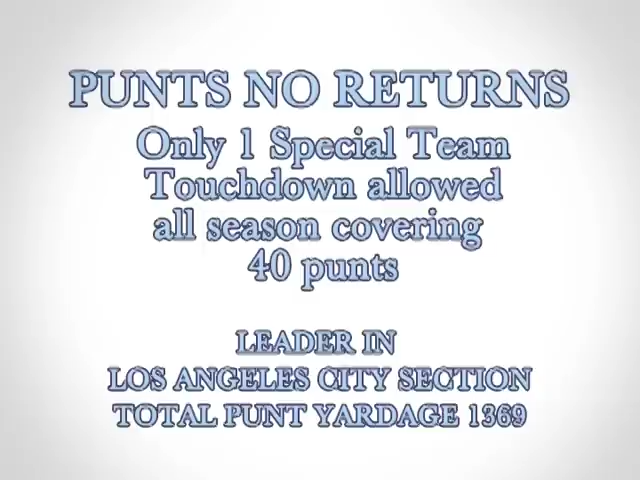 PUNTS NO RETURNS
Only 1 Special Team
Touchdown allowed
all season covering
40 punts
LEADER IN
LOS ANGELES CITY SECTION
TOTAL PUNT YARDAGE 1369